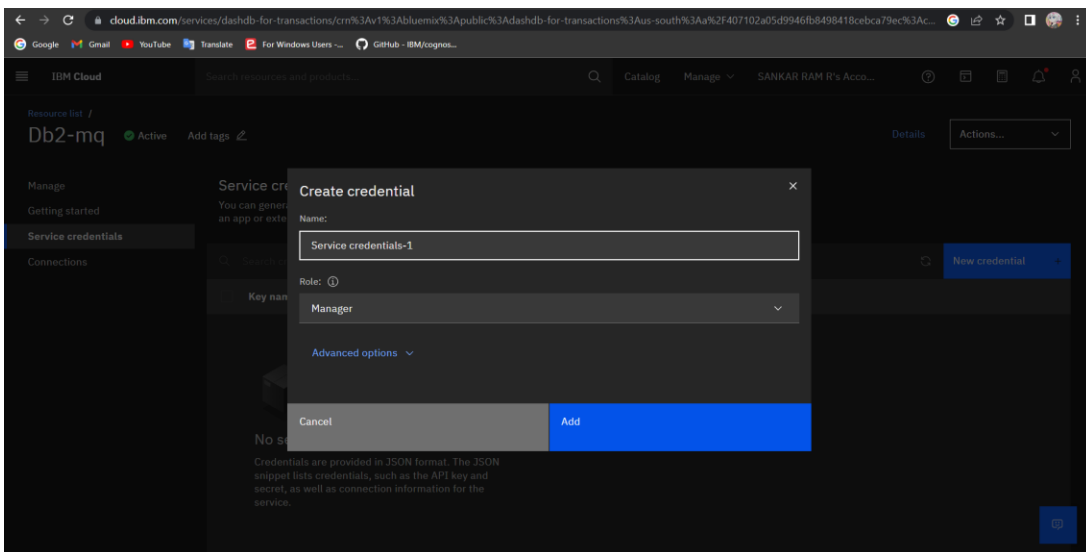 cloud.ibm.com/services/dashdb-for-transactions/crn%3Av1%3Abluemix%3Apublic%3Adashdb-for-transactions%3Aus-south%3Aa%2F407102a05d9946fb8498418cebca79ec%3Ac...
Google Gmail YouTube Translate For Windows Users -... GitHub - IBM/cognos...
IBM Cloud Search resources and products... Catalog Manage SANKAR RAM R's Acco...
Resource list /
Db2-mq Active Add tags Details Actions...
Manage
Getting started
Service credentials
Connections
Service cre
You can genera
an app or exte
Search
New credential +
Key nam
Create credential
Name:
Service credentials-1
Role:
Manager
Advanced options
Cancel
Add
No se
Credentials are provided in JSON format. The JSON
snippet lists credentials, such as the API key and
secret, as well as connection information for the
service.